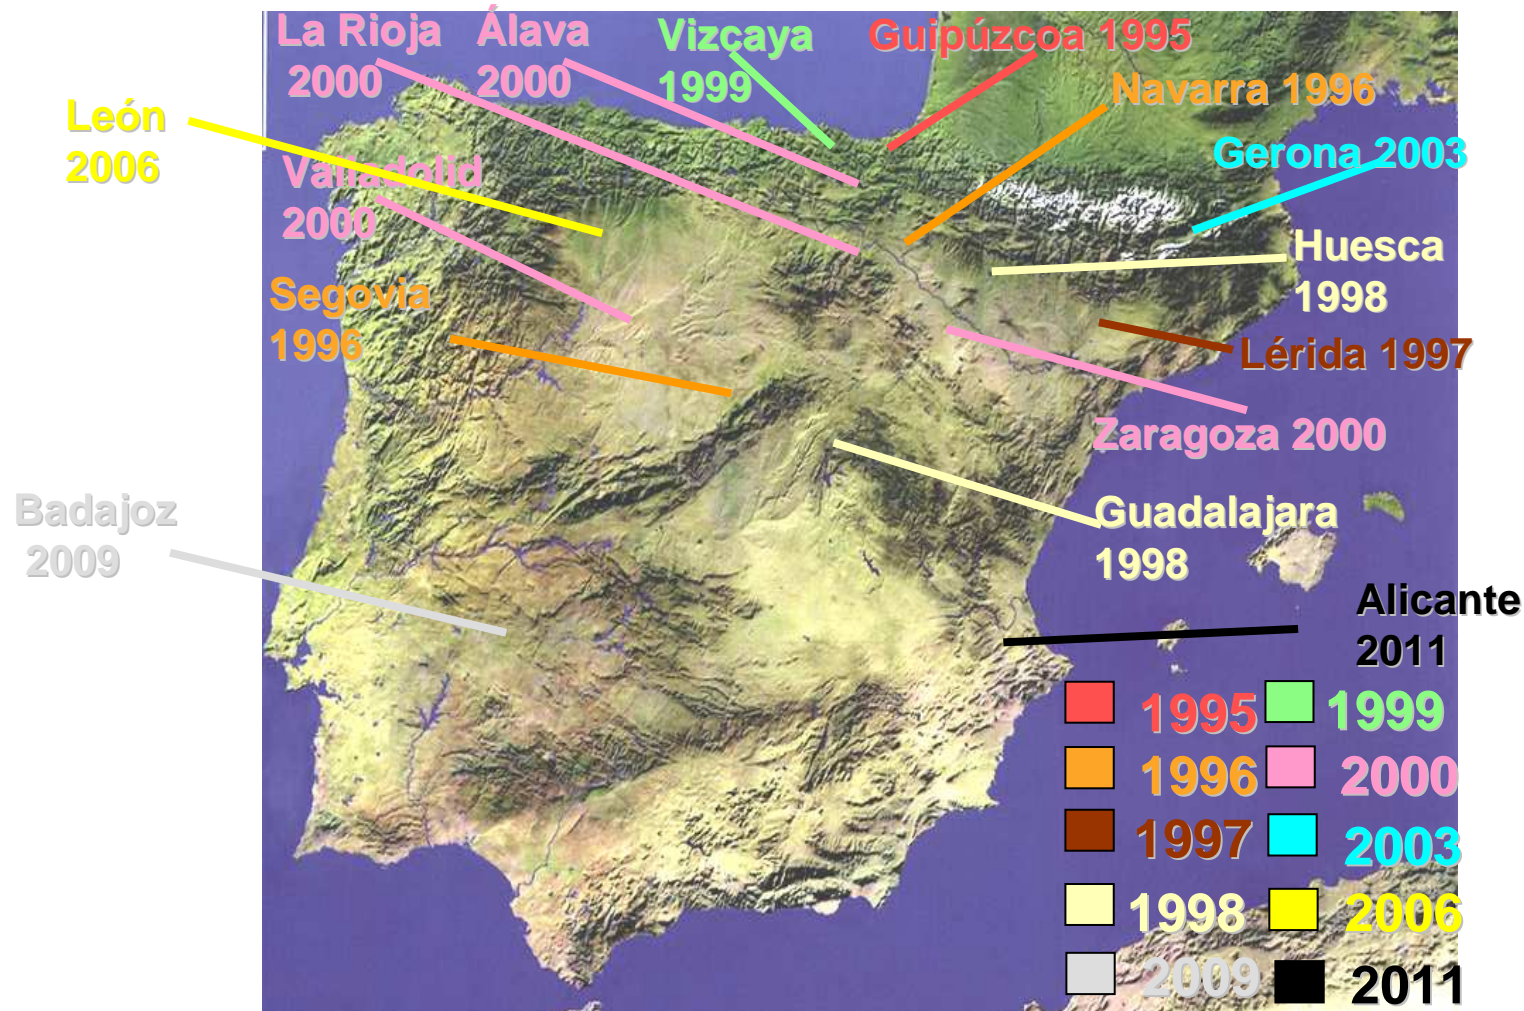 La Rioja
2000
Álava
2000
Vizcaya
1999
Guipúzcoa 1995
Navarra 1996
León
2006
Gerona 2003
Valladolid
2000
Huesca
1998
Segovia
1996
Lérida 1997
Zaragoza 2000
Badajoz
2009
Guadalajara
1998
Alicante
2011
1995
1999
1996
2000
1997
2003
1998
2006
2009
2011